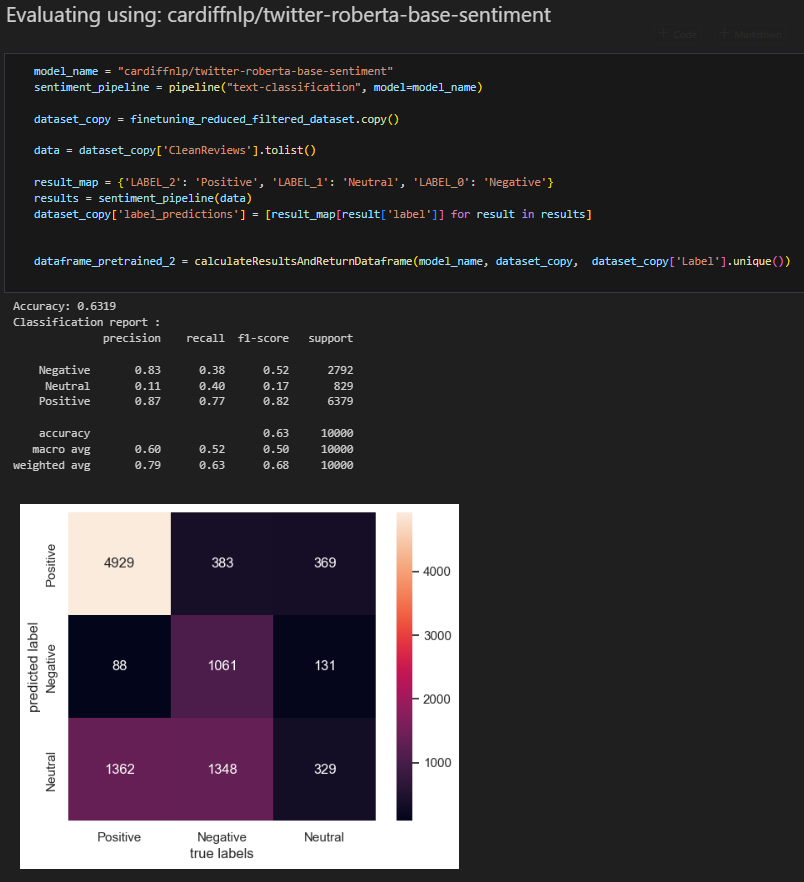 Evaluating using: cardiffnlp/twitter-roberta-base-sentiment
+ Code + Markdown
model_name = "cardiffnlp/twitter-roberta-base-sentiment"
sentiment_pipeline = pipeline("text-classification", model=model_name)
dataset_copy = finetuning_reduced_filtered_dataset.copy()
data = dataset_copy['CleanReviews'].tolist()
result_map = {'LABEL_2': 'Positive', 'LABEL_1': 'Neutral', 'LABEL_0': 'Negative'}
results = sentiment_pipeline(data)
dataset_copy['label_predictions'] = [result_map[result['label']] for result in results]
dataframe_pretrained_2 = calculateResultsAndReturnDataframe(model_name, dataset_copy,  dataset_copy['Label'].unique())
Accuracy: 0.6319
Classification report :
precision recall f1-score support
Negative 0.83 0.38 0.52 2792
Neutral 0.11 0.40 0.17 829
Positive 0.87 0.77 0.82 6379
accuracy 0.63 10000
macro avg 0.60 0.52 0.50 10000
weighted avg 0.79 0.63 0.68 10000
predicted label
Positive 4929 383 369
Negative 88 1061 131
Neutral 1362 1348 329
Positive Negative Neutral
true labels
4000
3000
2000
1000